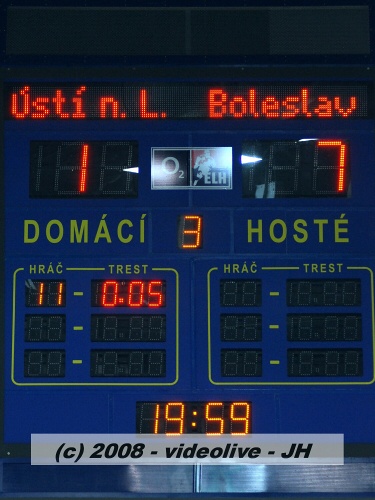 Ústí n. L. Boleslav
1 O2 ELH 7
DOMÁCÍ 3 HOSTÉ
HRÁČ TREST HRÁČ TREST
11 - 0:05 -
- -
- -
19:59
(c) 2008 - videolive - JH